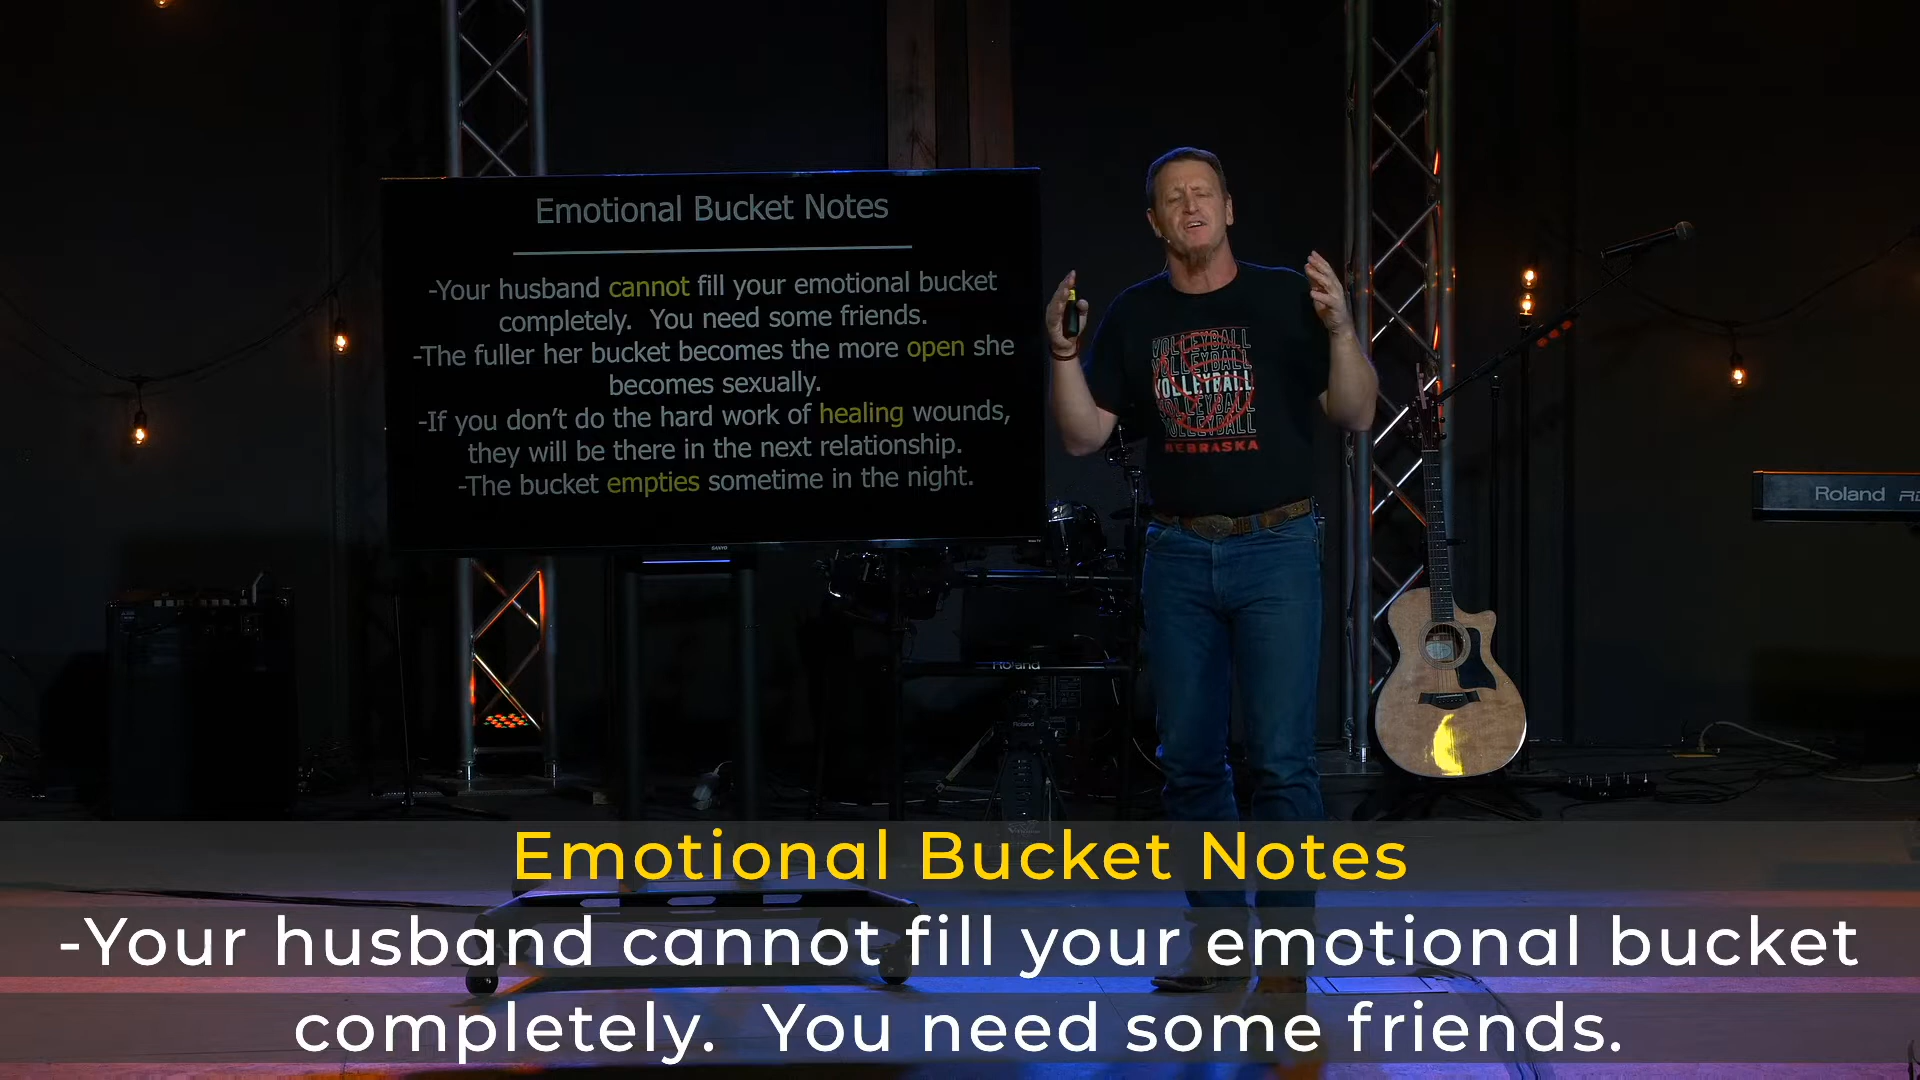 Emotional Bucket Notes
-Your husband cannot fill your emotional bucket
completely.  You need some friends.
-The fuller her bucket becomes the more open she
becomes sexually.
-If you don't do the hard work of healing wounds,
they will be there in the next relationship.
-The bucket empties sometime in the night.
SANYO
VOLLEYBALL
VOLLEYBALL
VOLLEYBALL
VOLLEYBALL
VOLLEYBALL
NEBRASKA
Roland
Roland
Roland
Emotional Bucket Notes
-Your husband cannot fill your emotional bucket
completely.  You need some friends.